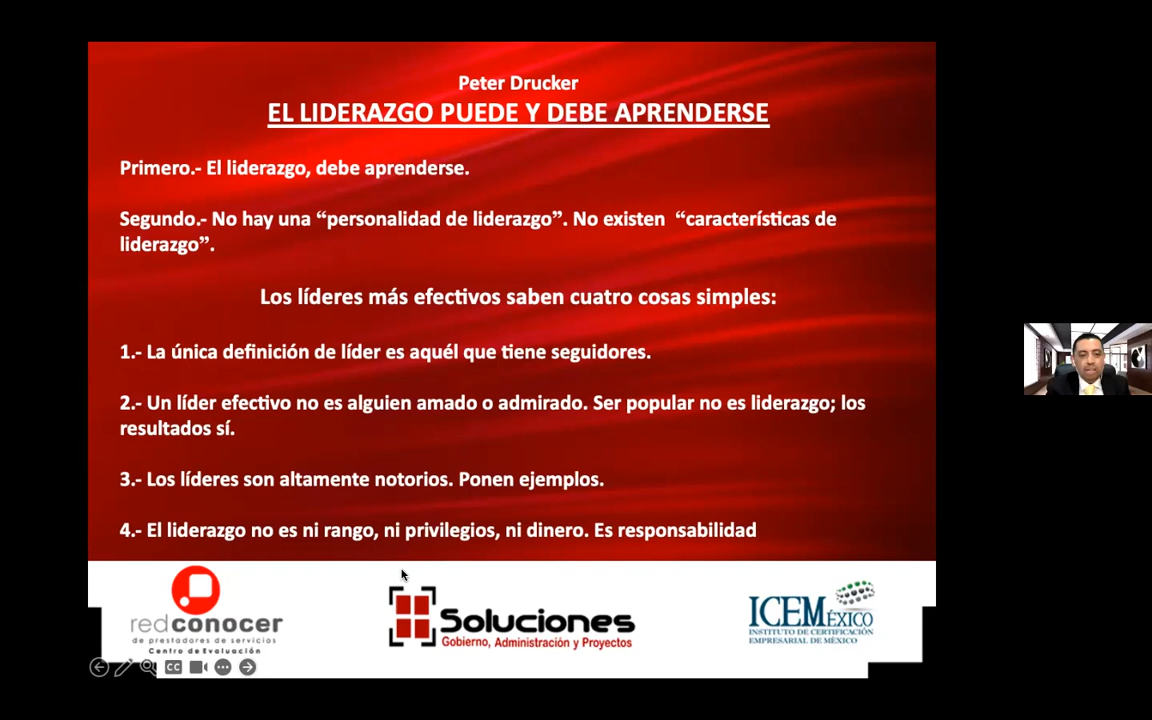 Peter Drucker
EL LIDERAZGO PUEDE Y DEBE APRENDERSE
Primero.- El liderazgo, debe aprenderse.
Segundo.- No hay una “personalidad de liderazgo”. No existen “características de
liderazgo”.
Los líderes más efectivos saben cuatro cosas simples:
1.- La única definición de líder es aquél que tiene seguidores.
2.- Un líder efectivo no es alguien amado o admirado. Ser popular no es liderazgo; los
resultados sí.
3.- Los líderes son altamente notorios. Ponen ejemplos.
4.- El liderazgo no es ni rango, ni privilegios, ni dinero. Es responsabilidad
redconocer
de prestadores de servicios
Centro de Evaluación
Soluciones
Gobierno, Administración y Proyectos
ICEMÉXICO
INSTITUTO DE CERTIFICACIÓN
EMPRESARIAL DE MÉXICO
CC